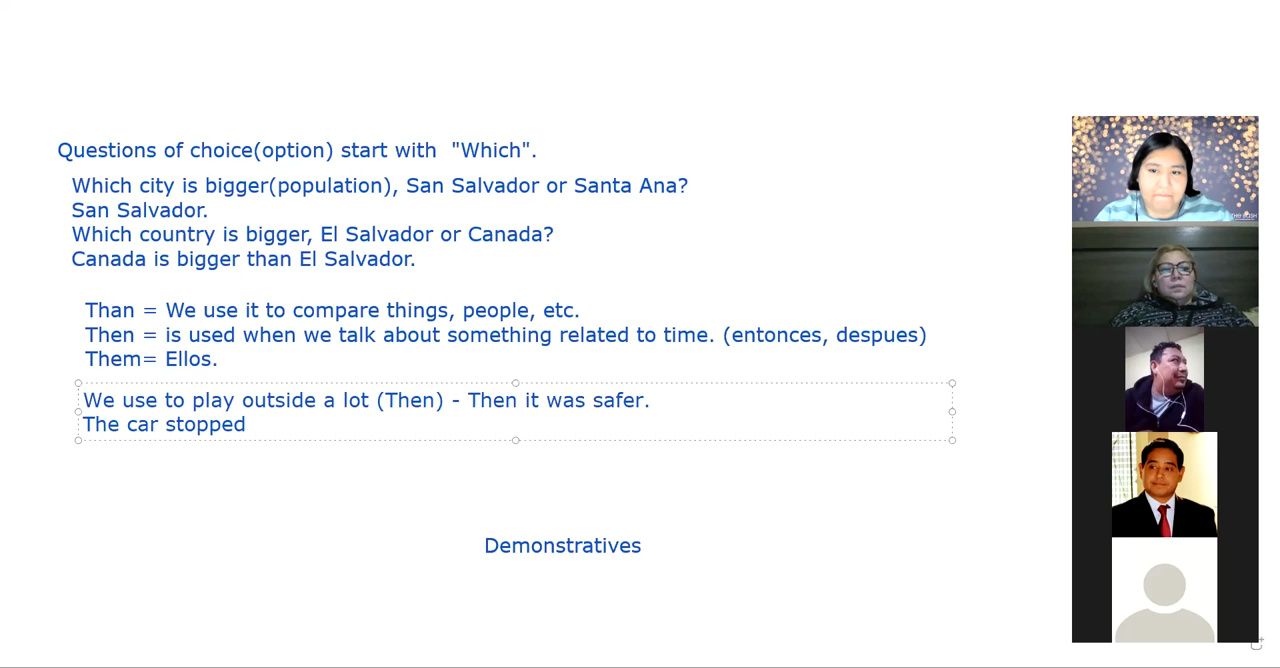 Questions of choice(option) start with "Which".
Which city is bigger(population), San Salvador or Santa Ana?
San Salvador.
Which country is bigger, El Salvador or Canada?
Canada is bigger than El Salvador.
Than = We use it to compare things, people, etc.
Then = is used when we talk about something related to time. (entonces, despues)
Them= Ellos.
We use to play outside a lot (Then) - Then it was safer.
The car stopped
Demonstratives